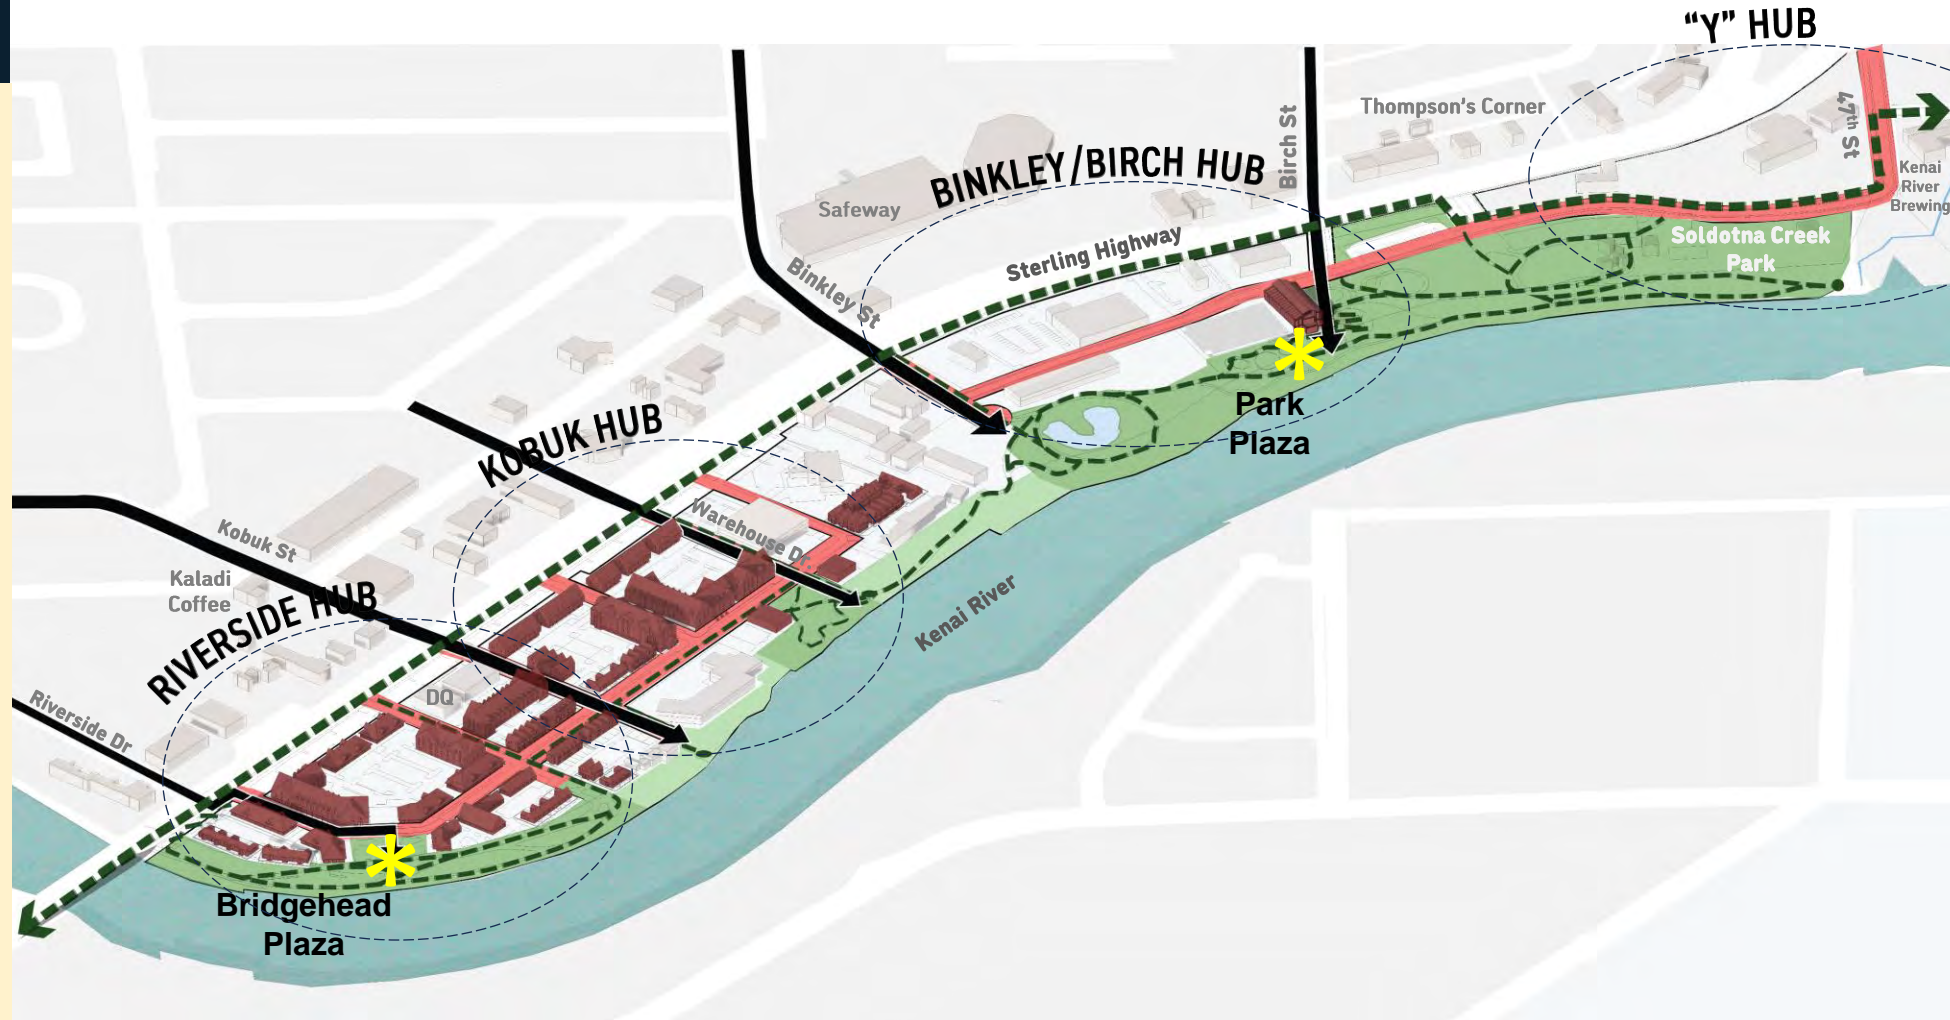 “Y” HUB
Thompson's Corner
47th St
Birch St
BINKLEY/BIRCH HUB
Kenai
River
Brewing
Safeway
Sterling Highway
Soldotna Creek
Park
Binkley St
Park
Plaza
KOBUK HUB
Warehouse Dr.
Kobuk St
Kaladi
Coffee
RIVERSIDE HUB
Kenai River
DQ
Riverside Dr
Bridgehead
Plaza